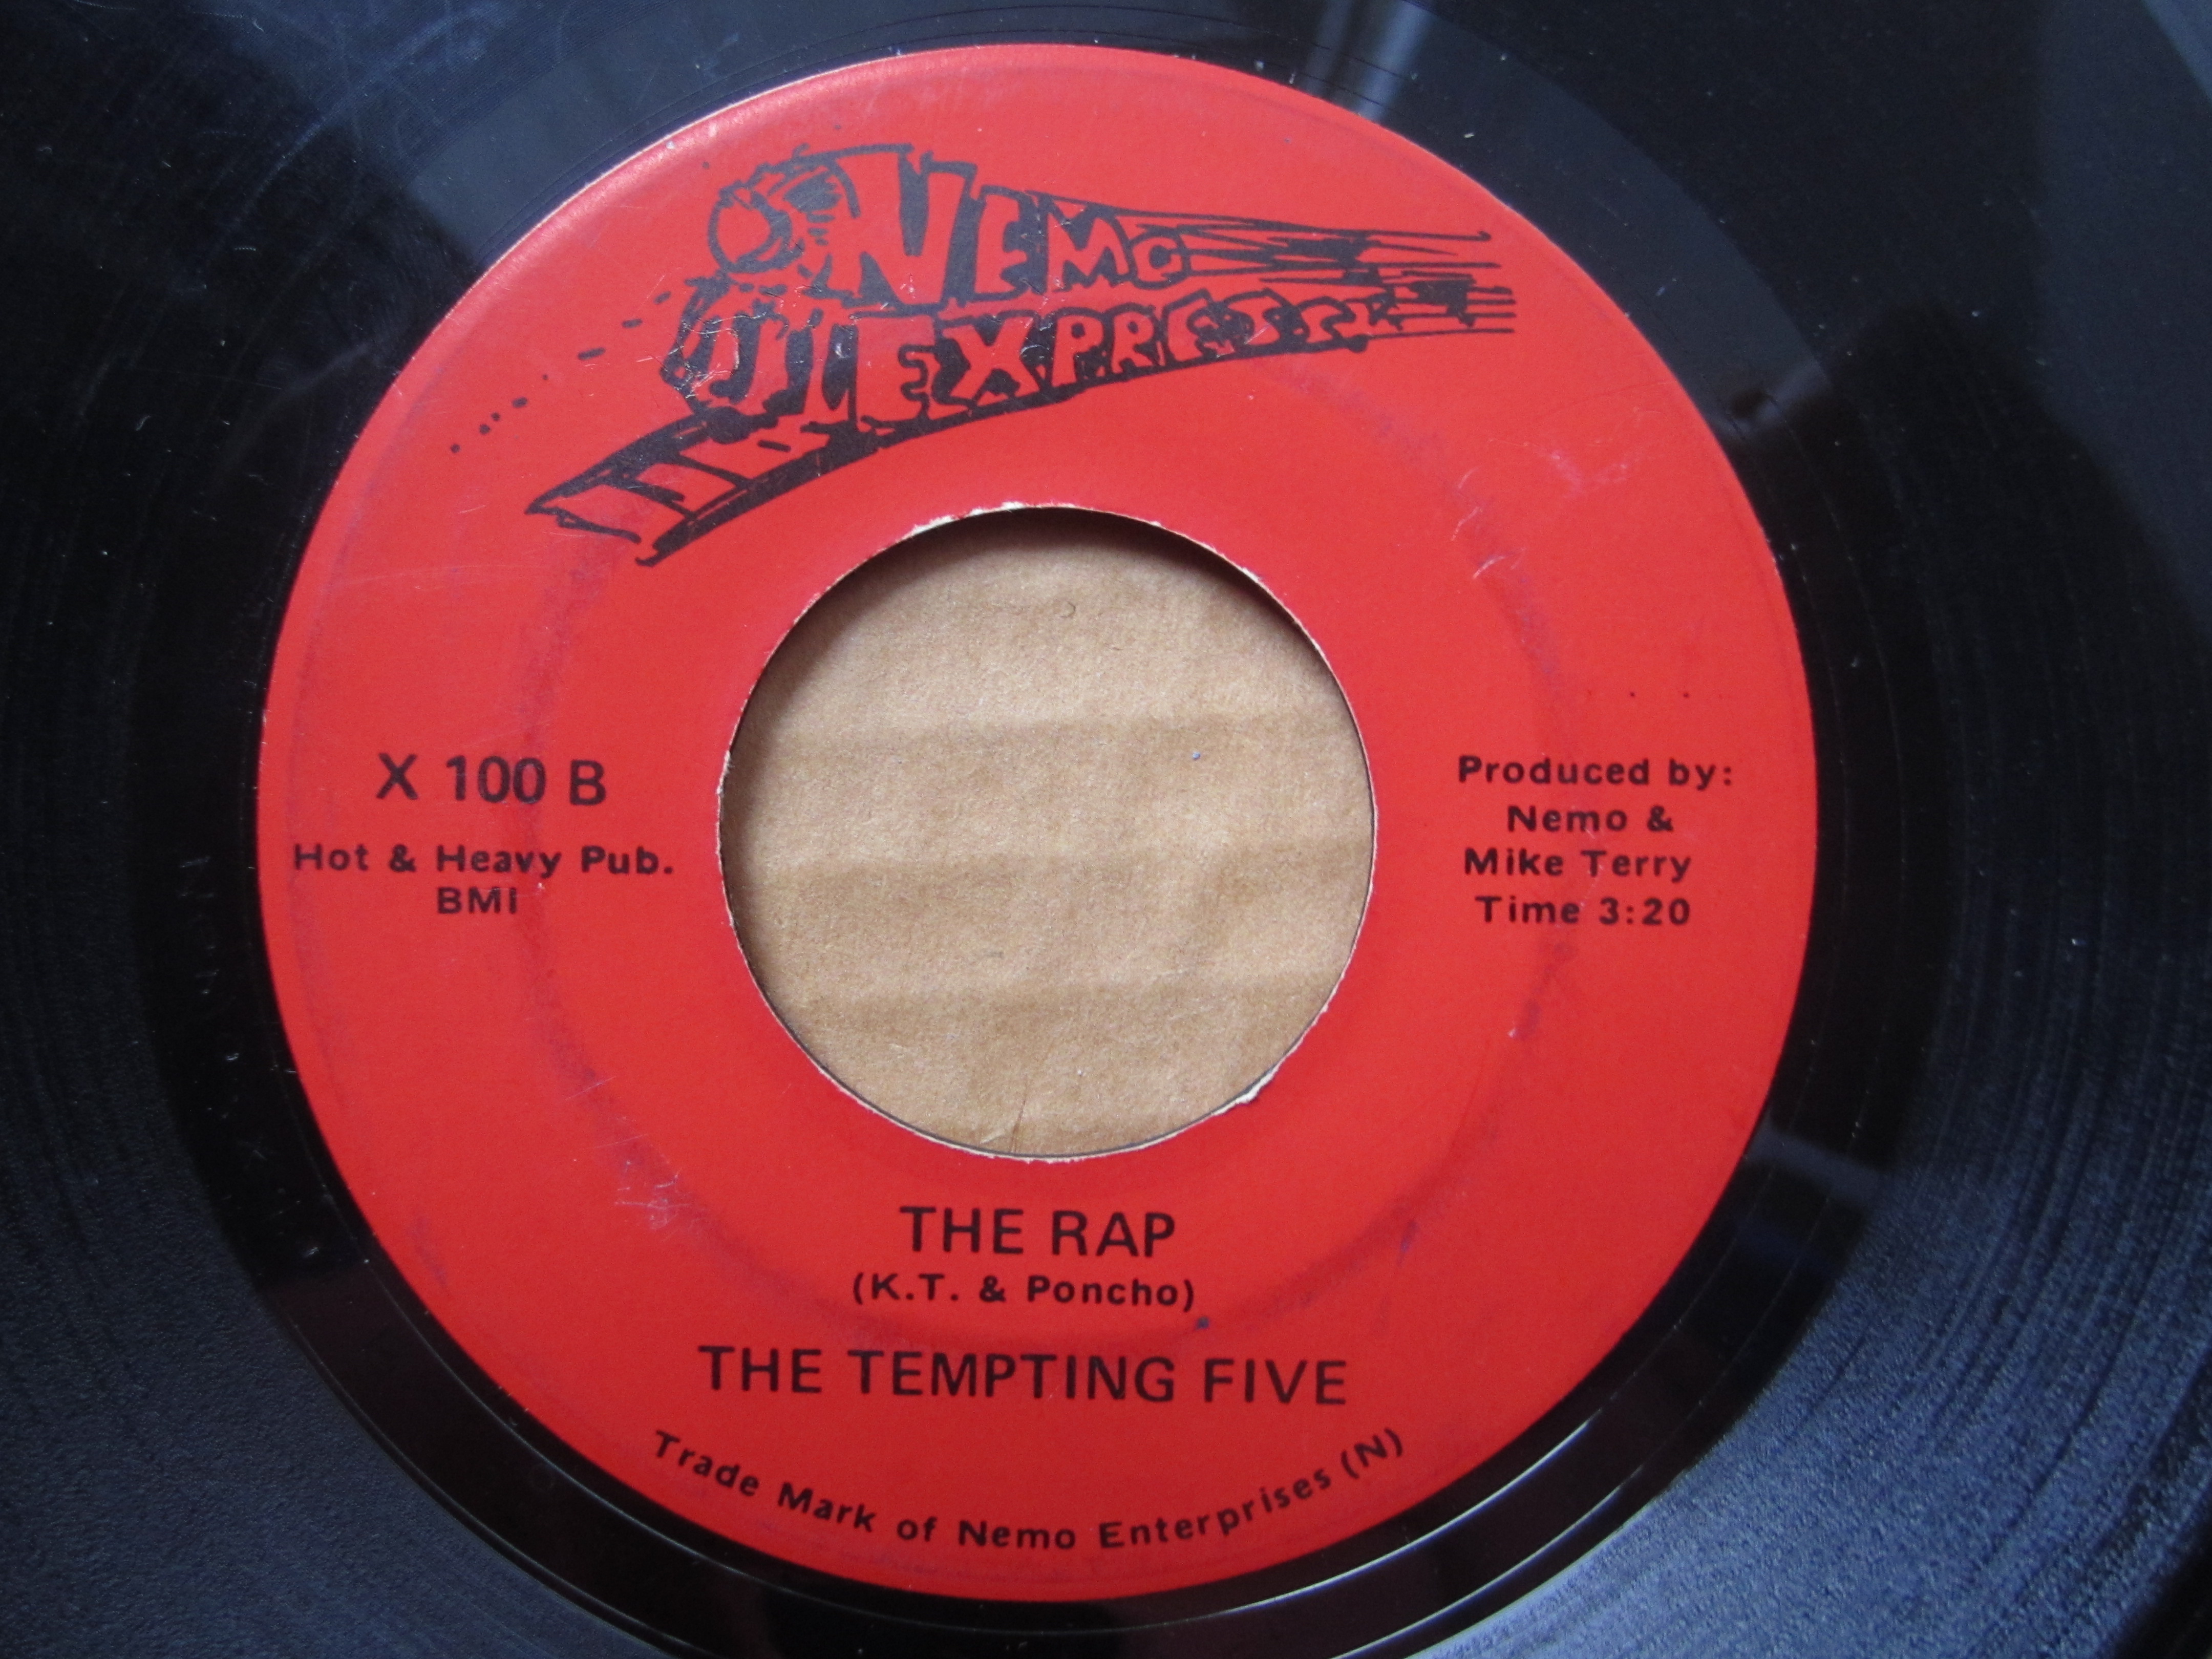 NEMO
EXPRESS
X 100 B
Hot & Heavy Pub.
BMI
Produced by:
Nemo &
Mike Terry
Time 3:20
THE RAP
(K.T. & Poncho)
THE TEMPTING FIVE
Trade Mark of Nemo Enterprises (N)